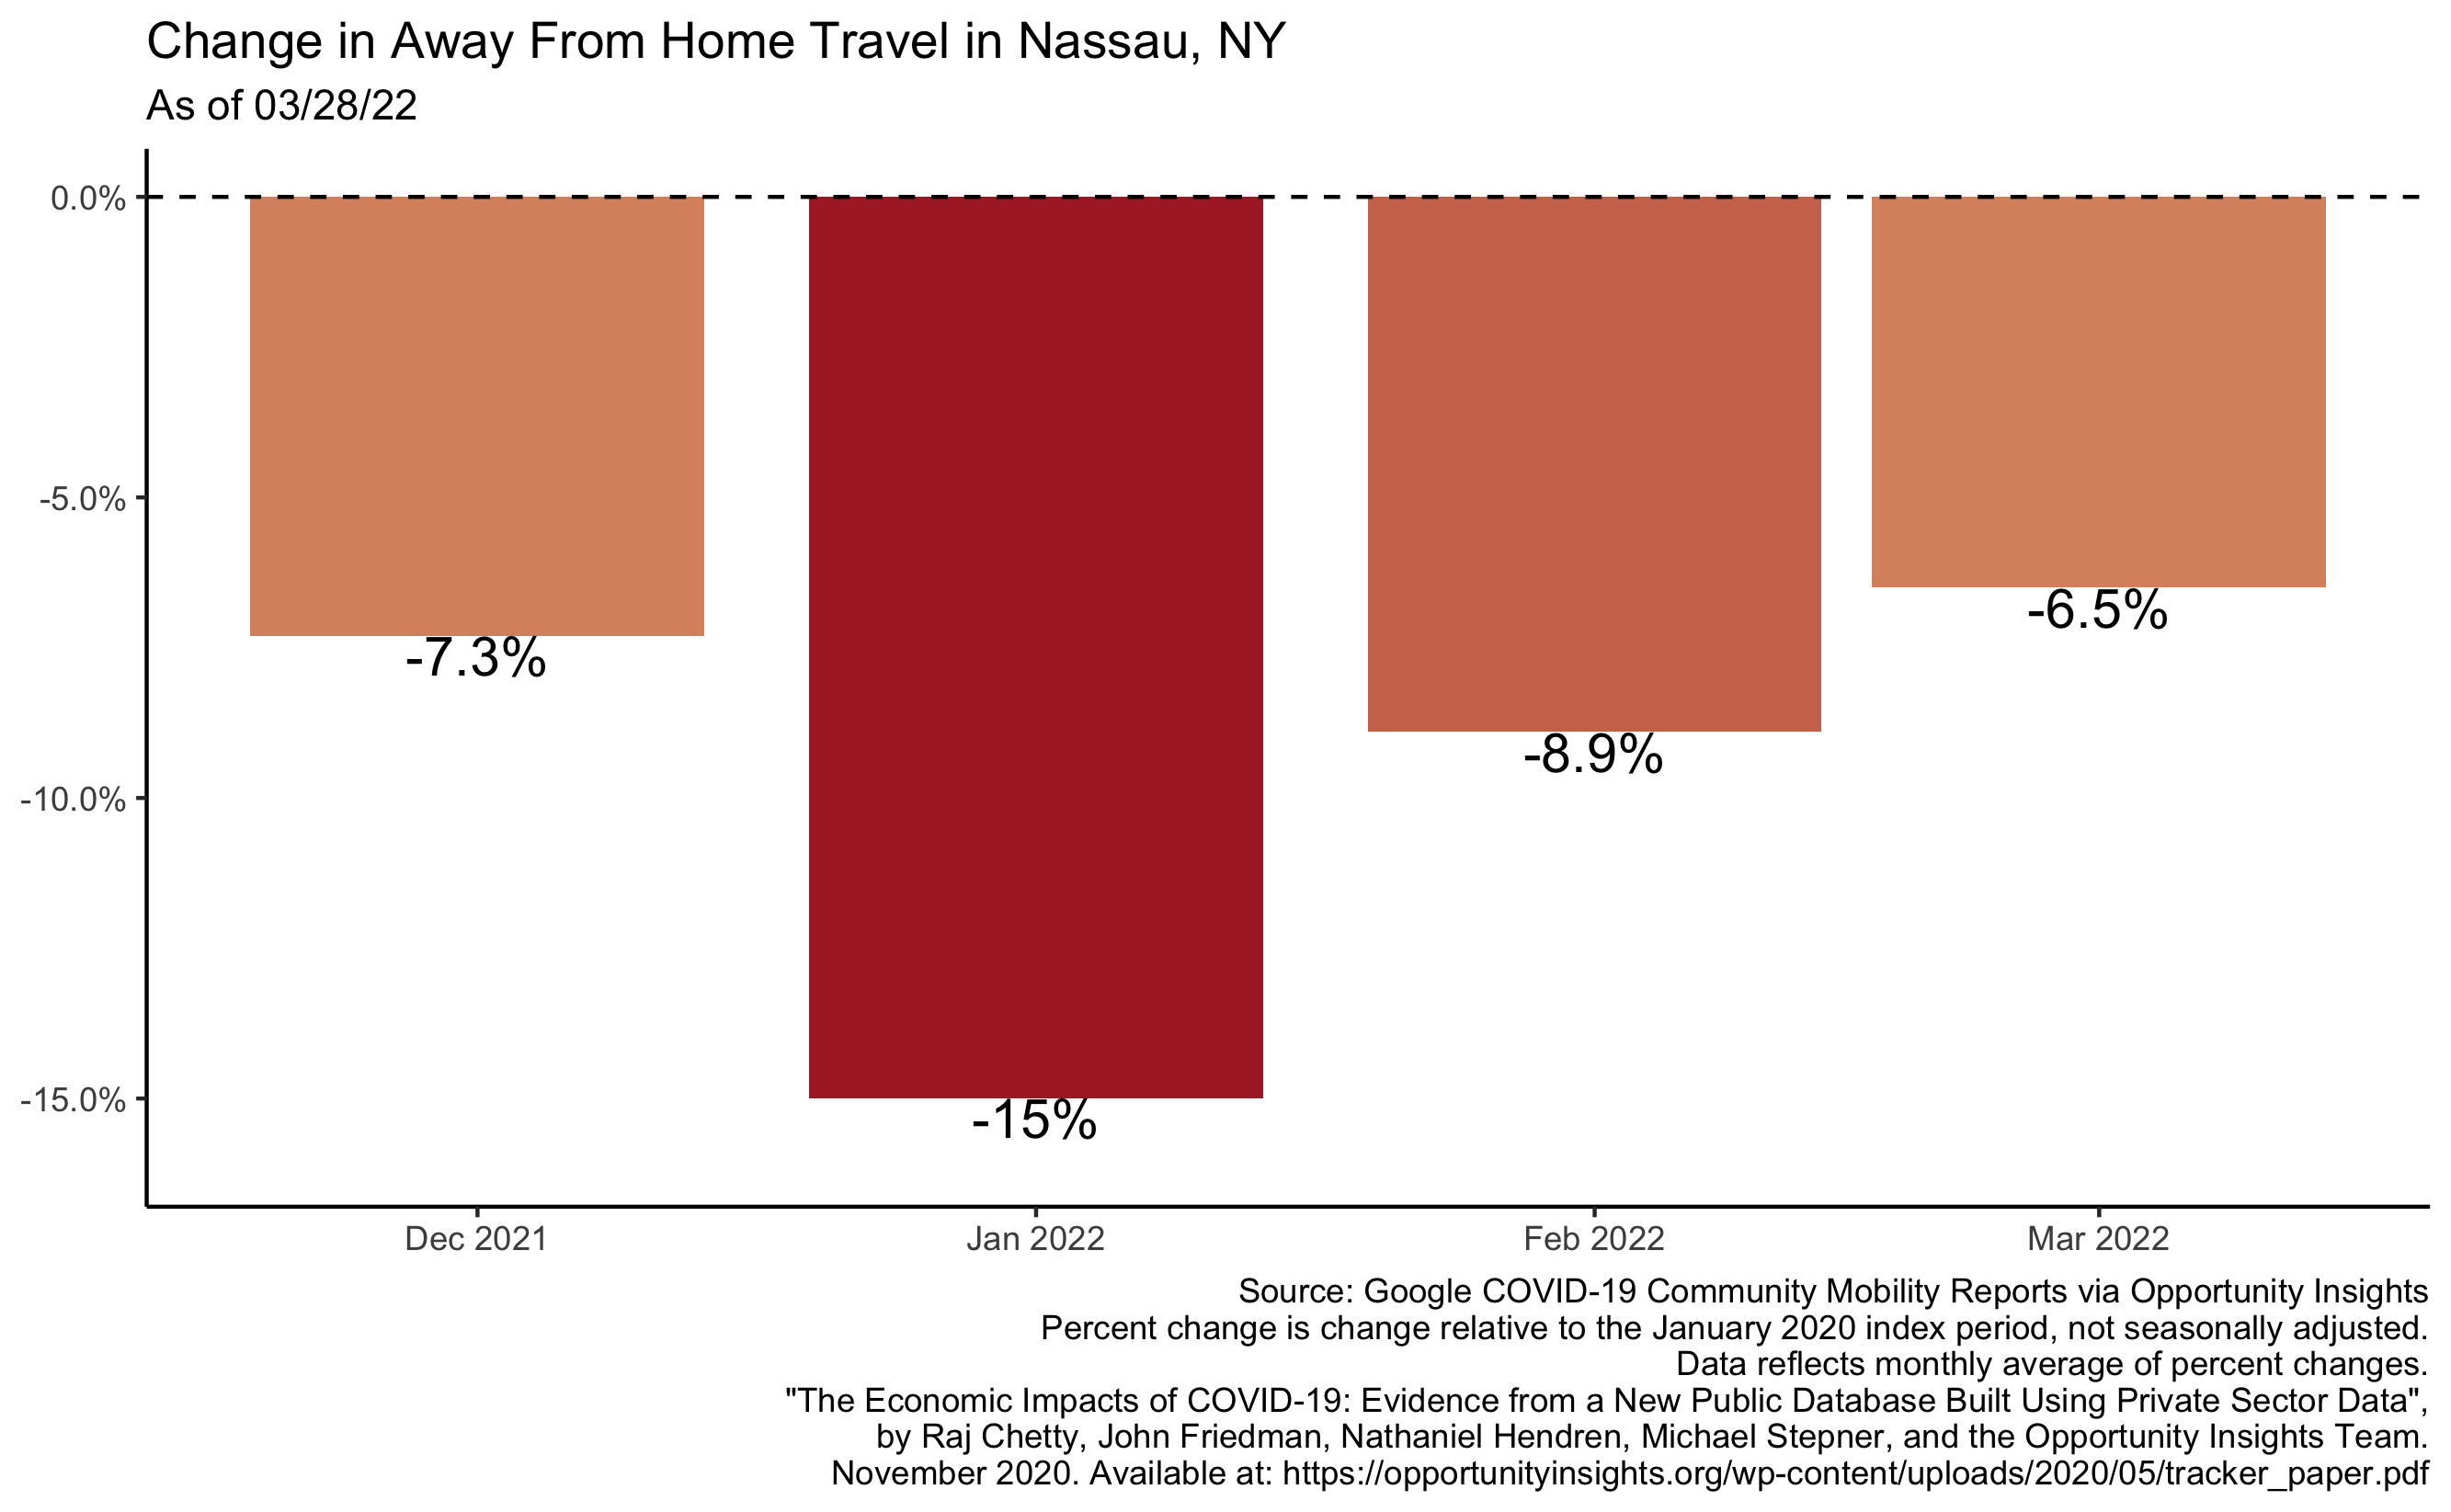 Change in Away From Home Travel in Nassau, NY
As of 03/28/22
0.0%
-5.0%
-10.0%
-15.0%
-7.3%
-15%
-8.9%
-6.5%
Dec 2021
Jan 2022
Feb 2022
Mar 2022
Source: Google COVID-19 Community Mobility Reports via Opportunity Insights
Percent change is change relative to the January 2020 index period, not seasonally adjusted.
Data reflects monthly average of percent changes.
"The Economic Impacts of COVID-19: Evidence from a New Public Database Built Using Private Sector Data",
by Raj Chetty, John Friedman, Nathaniel Hendren, Michael Stepner, and the Opportunity Insights Team.
November 2020. Available at: https://opportunityinsights.org/wp-content/uploads/2020/05/tracker_paper.pdf